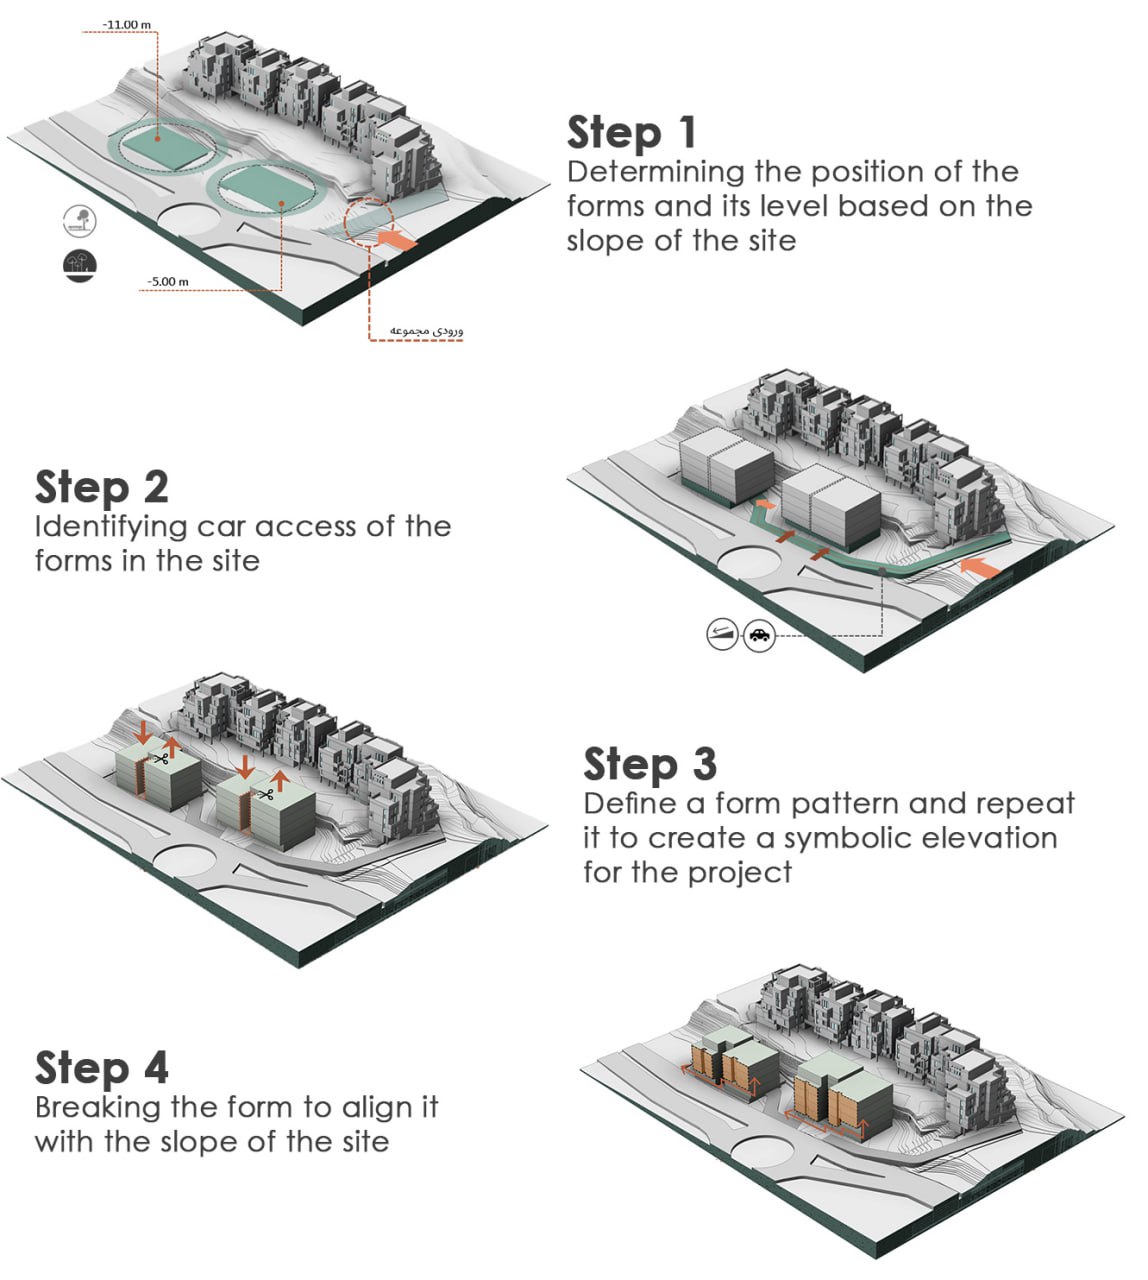 -11.00 m
Step 1
Determining the position of the
forms and its level based on the
slope of the site
-5.00 m
ورودی مجموعه
Step 2
Identifying car access of the
forms in the site
Step 3
Define a form pattern and repeat
it to create a symbolic elevation
for the project
Step 4
Breaking the form to align it
with the slope of the site